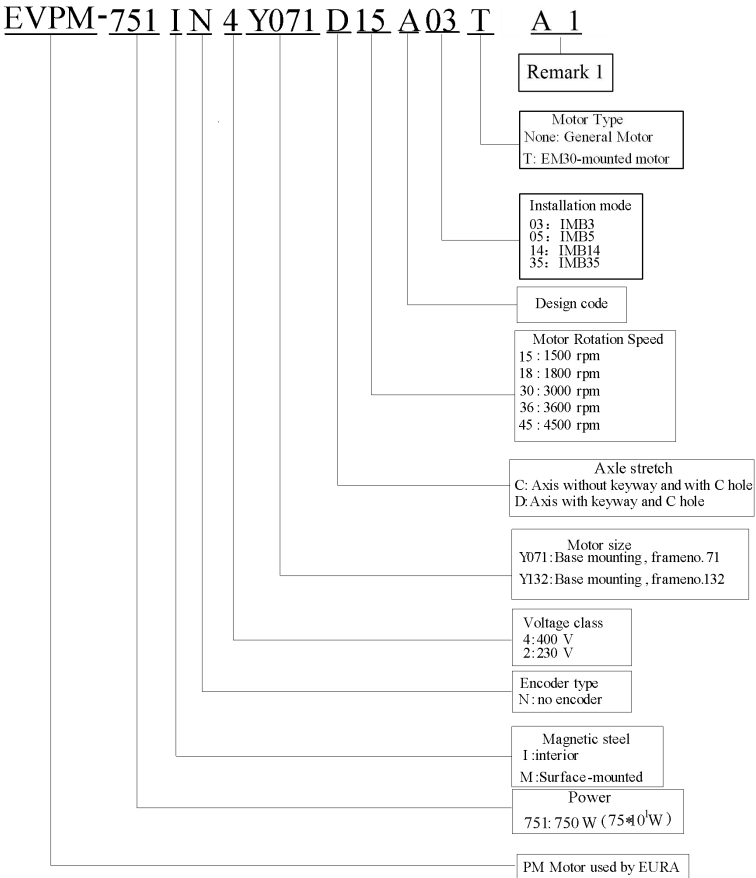 EVPM-751 I N 4 Y071 D 15 A 03 T A 1
Remark 1
Motor Type
None: General Motor
T: EM30-mounted motor
Installation mode
03: IMB3
05: IMB5
14: IMB14
35: IMB35
Design code
Motor Rotation Speed
15 : 1500 rpm
18 : 1800 rpm
30 : 3000 rpm
36 : 3600 rpm
45 : 4500 rpm
Axle stretch
C: Axis without keyway and with C hole
D: Axis with keyway and C hole
Motor size
Y071:Base mounting , frameno. 71
Y132:Base mounting , frameno.132
Voltage class
4:400 V
2:230 V
Encoder type
N : no encoder
Magnetic steel
I :interior
M :Surface-mounted
Power
751: 750 W (75*10¹W )
PM Motor used by EURA